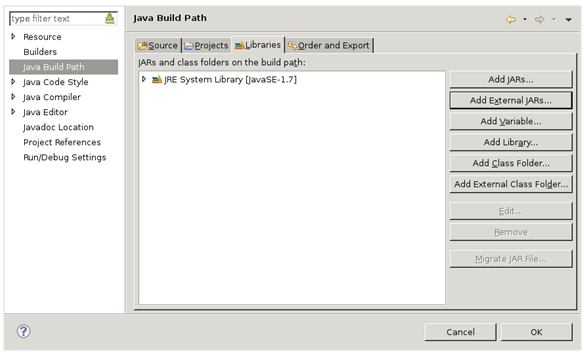 type filter text
Java Build Path
Resource
Builders
Java Build Path
Java Code Style
Java Compiler
Java Editor
Javadoc Location
Project References
Run/Debug Settings
Source
Projects
Libraries
Order and Export
JARs and class folders on the build path:
JRE System Library [JavaSE-1.7]
Add JARs...
Add External JARs...
Add Variable...
Add Library...
Add Class Folder...
Add External Class Folder...
Edit...
Remove
Migrate JAR File...
?
Cancel
OK